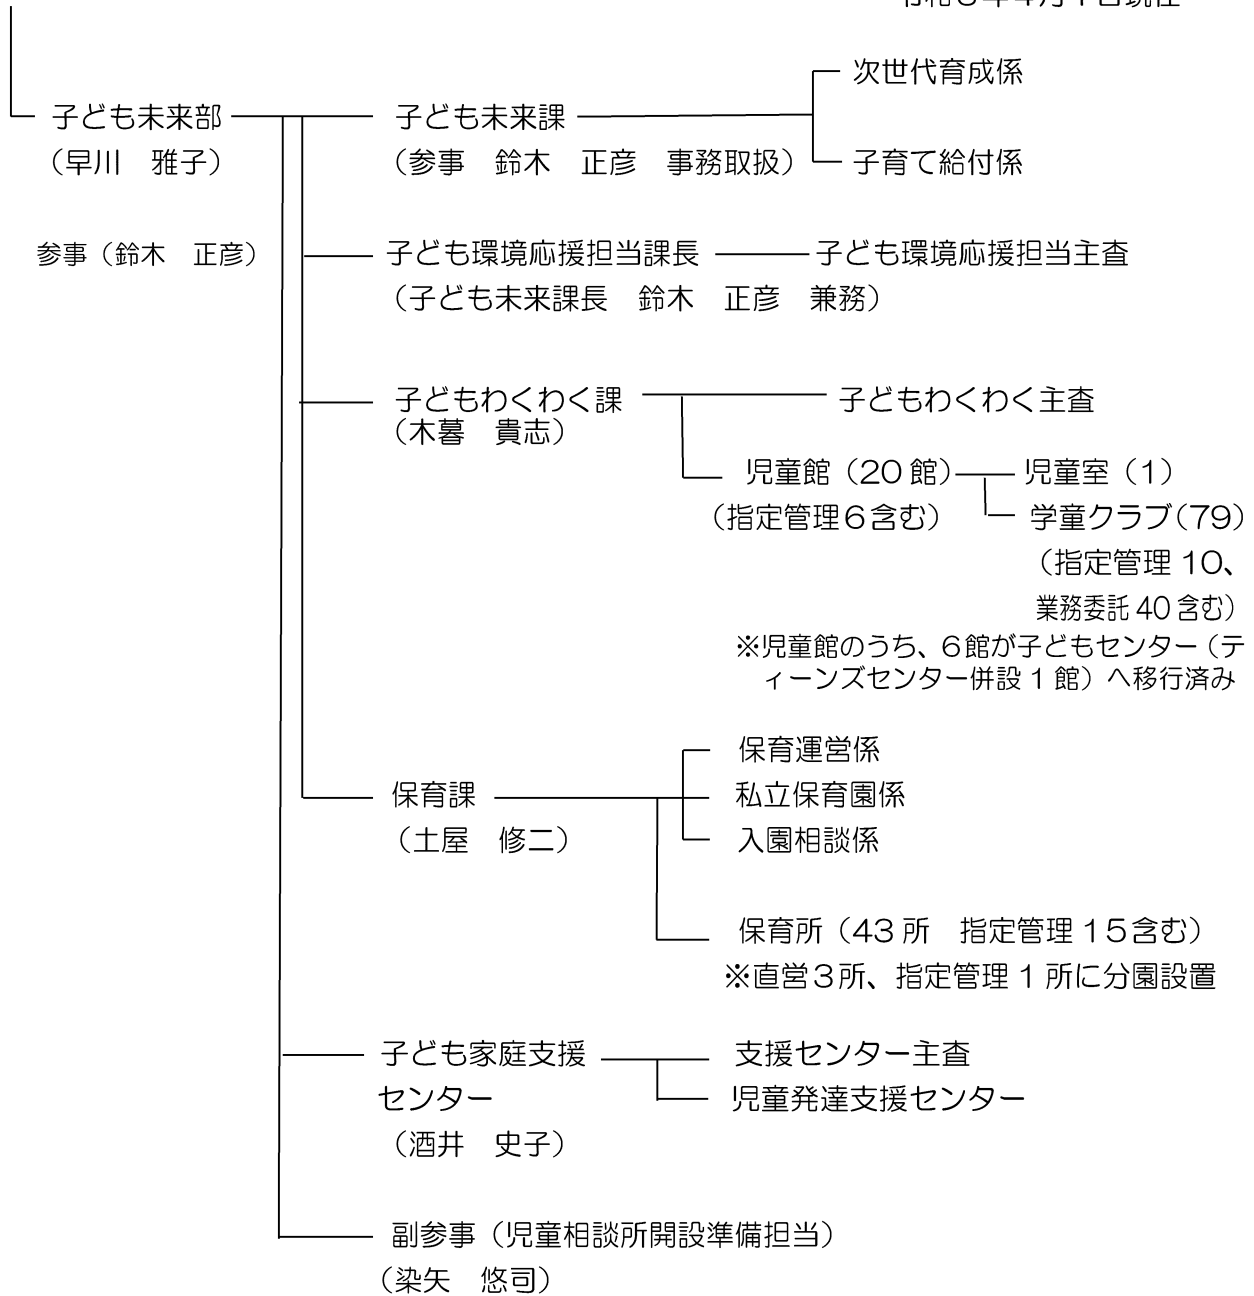 次世代育成係
子ども未来部 子ども未来課
（早川　雅子） （参事　鈴木　正彦　事務取扱） 子育て給付係
参事（鈴木　正彦） 子ども環境応援担当課長 子ども環境応援担当主査
（子ども未来課長　鈴木　正彦　兼務）
子どもわくわく課 子どもわくわく主査
（木暮　貴志）
児童館（20館） 児童室（1）
（指定管理６含む） 学童クラブ（79）
（指定管理10、
業務委託40含む）
※児童館のうち、６館が子どもセンター（テ
ィーンズセンター併設１館）へ移行済み
保育運営係
保育課 私立保育園係
（土屋　修二） 入園相談係
保育所（43所　指定管理15含む）
※直営３所、指定管理１所に分園設置
子ども家庭支援 支援センター主査
センター 児童発達支援センター
（酒井　史子）
副参事（児童相談所開設準備担当）
（染矢　悠司）